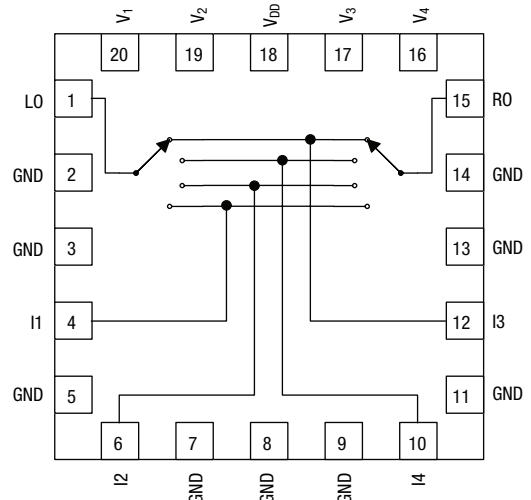 V1 V2 VDD V3 V4
20 19 18 17 16
LO 1 15 RO
GND 2 14 GND
GND 3 13 GND
I1 4 12 I3
GND 5 11 GND
6 7 8 9 10
I2 GND GND GND I4